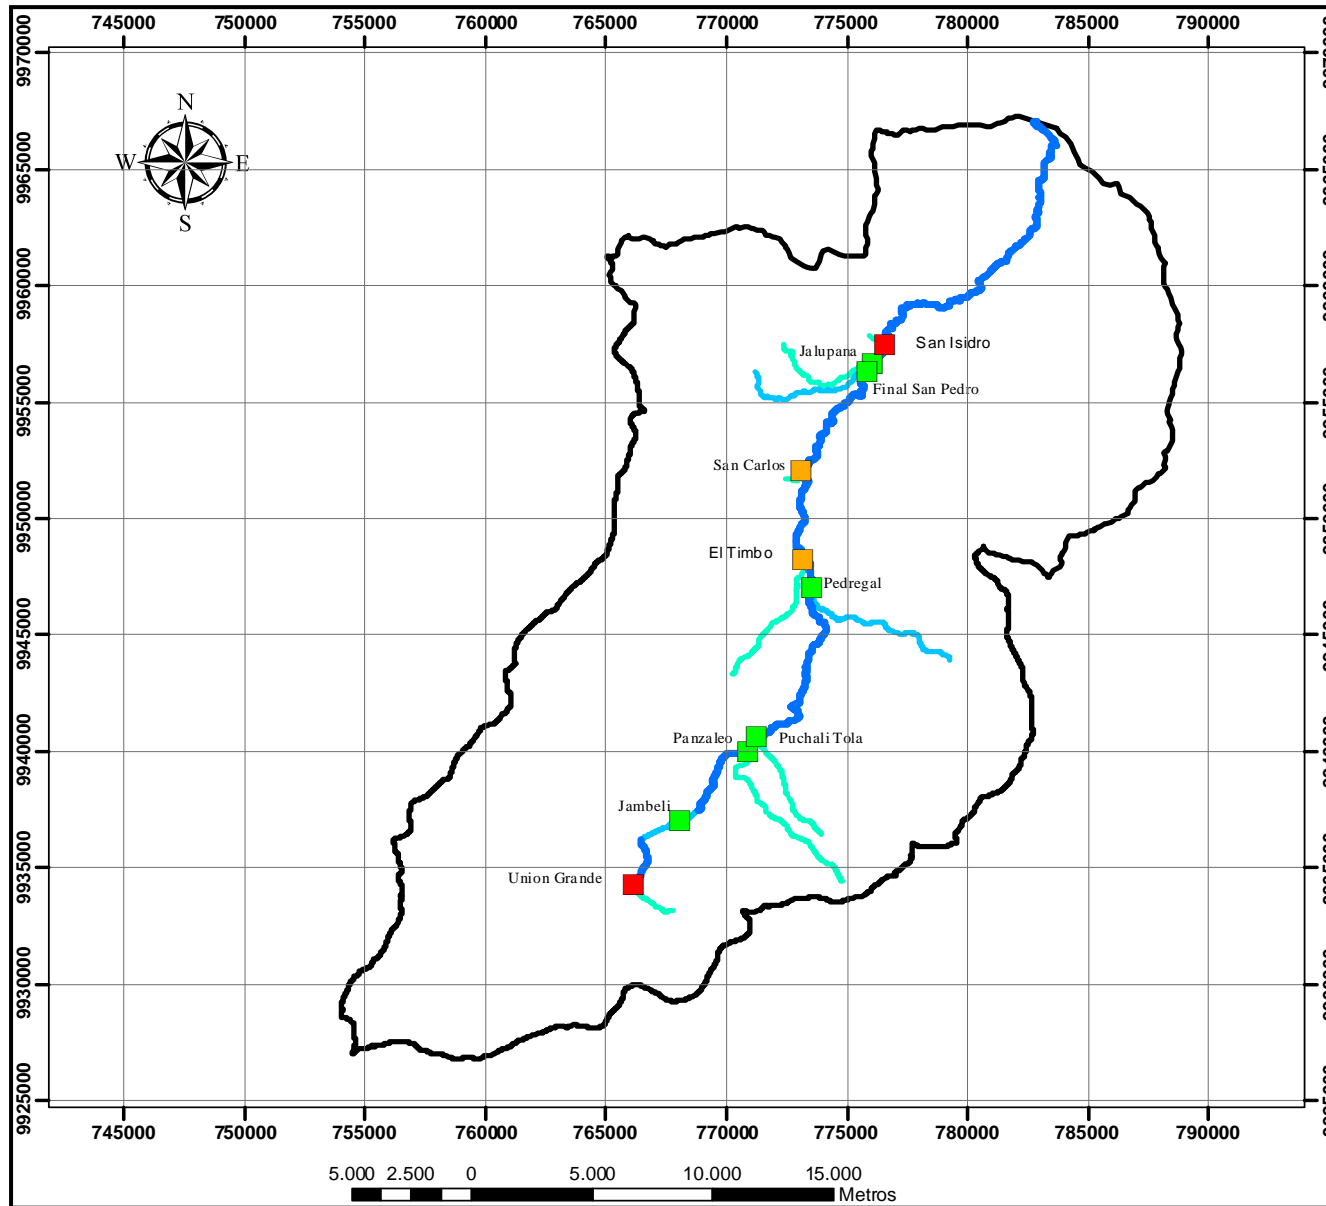 745000 750000 755000 760000 765000 770000 775000 780000 785000 790000
9970000
9965000
9960000
9955000
9950000
9945000
9940000
9935000
9930000
9925000
N
W E
S
San Isidro
Jalupana
Final San Pedro
San Carlos
El Timbo
Pedregal
Panzaleo
Puchali Tola
Jambeli
Union Grande
745000 750000 755000 760000 765000 770000 775000 780000 785000 790000
5.000 2.500 0 5.000 10.000 15.000
Metros